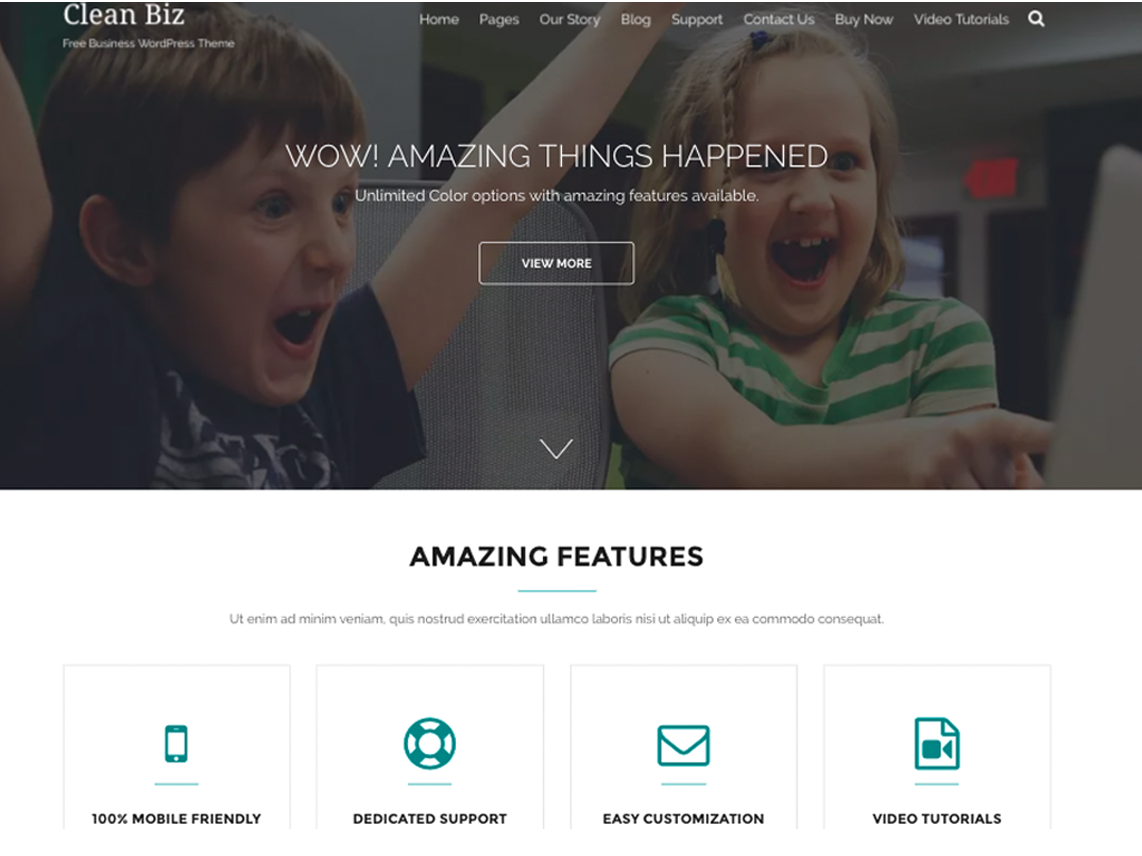 Clean Biz
Free Business WordPress Theme
Home Pages Our Story Blog Support Contact Us Buy Now Video Tutorials
WOW! AMAZING THINGS HAPPENED
Unlimited Color options with amazing features available.
VIEW MORE
AMAZING FEATURES
Ut enim ad minim veniam, quis nostrud exercitation ullamco laboris nisi ut aliquip ex ea commodo consequat.
100% MOBILE FRIENDLY DEDICATED SUPPORT EASY CUSTOMIZATION VIDEO TUTORIALS